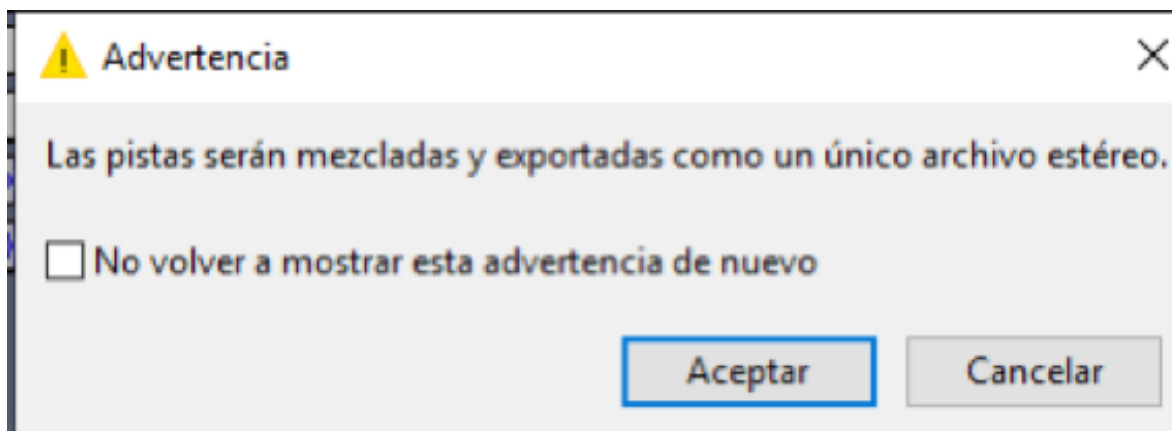 Advertencia
Las pistas serán mezcladas y exportadas como un único archivo estéreo.
No volver a mostrar esta advertencia de nuevo
Aceptar Cancelar